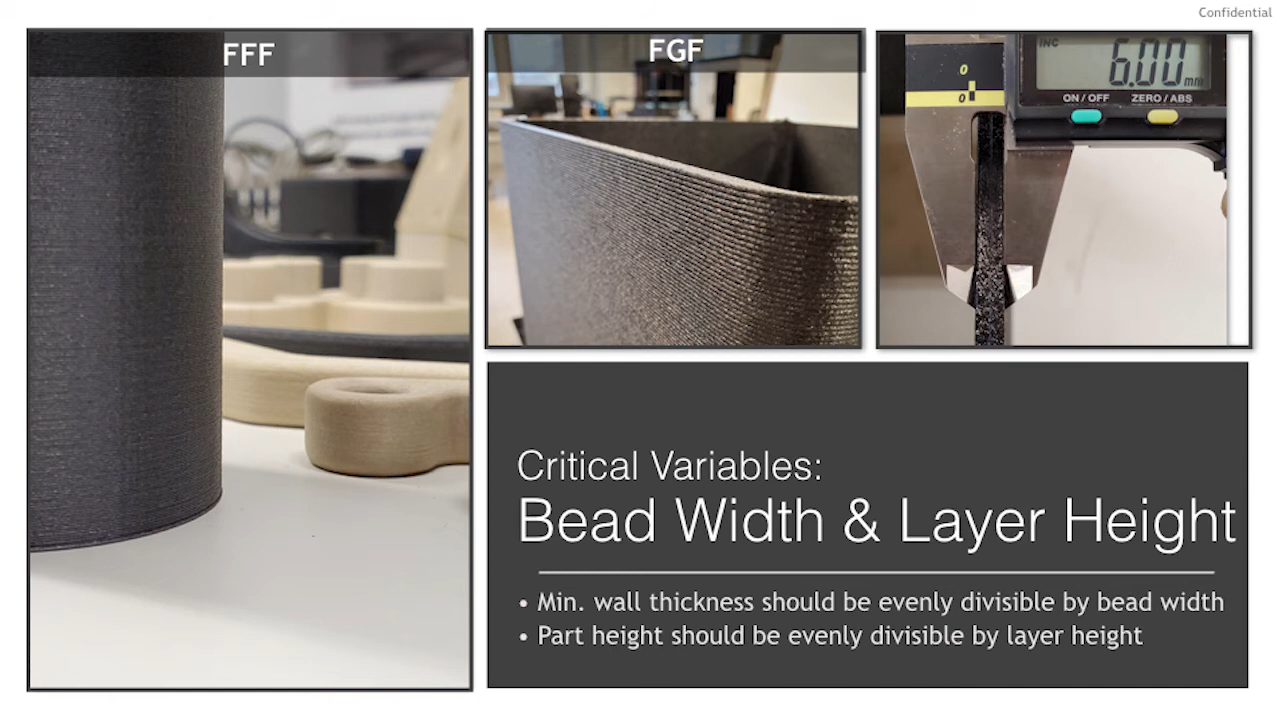 Confidential
FFF
FGF
INC
6.00 mm
ON / OFF ZERO / ABS
0
0
Critical Variables:
Bead Width & Layer Height
• Min. wall thickness should be evenly divisible by bead width
• Part height should be evenly divisible by layer height